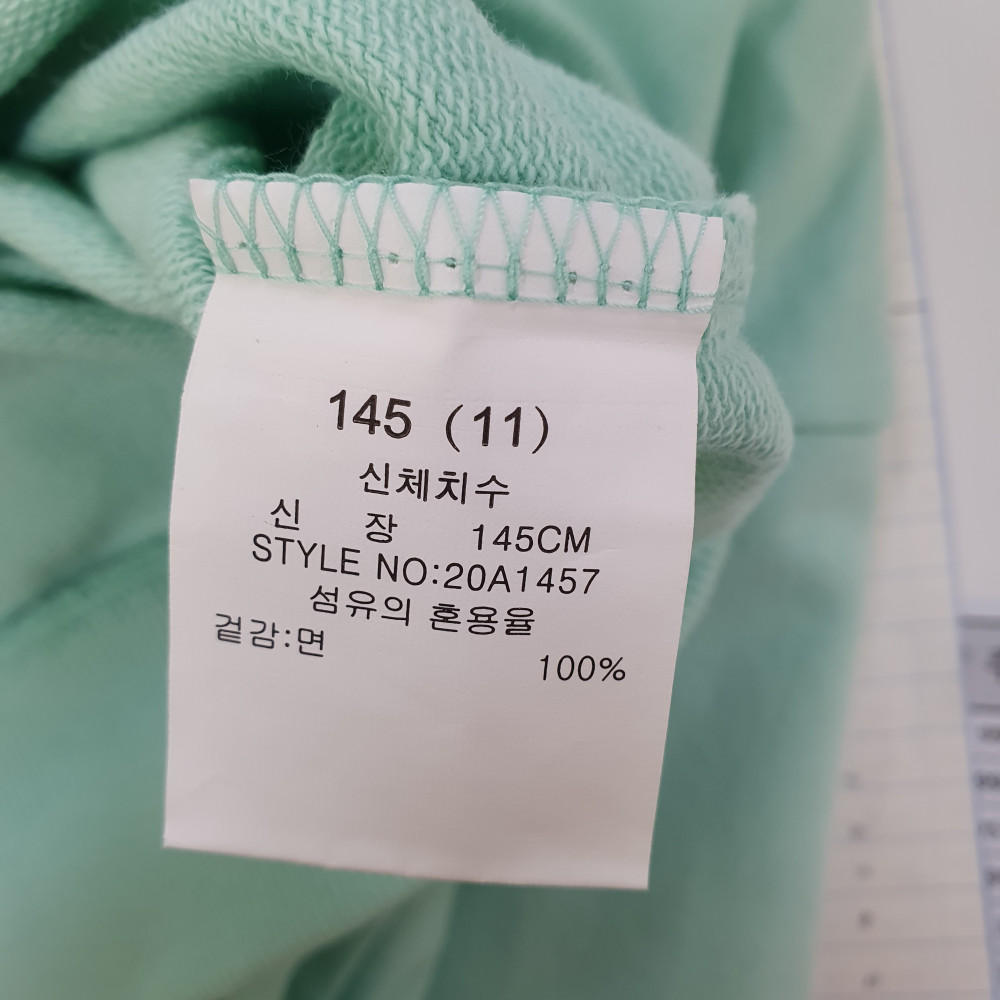 145 (11)
신체치수
신 장 145CM
STYLE NO:20A1457
섬유의 혼용율
겉감:면
100%